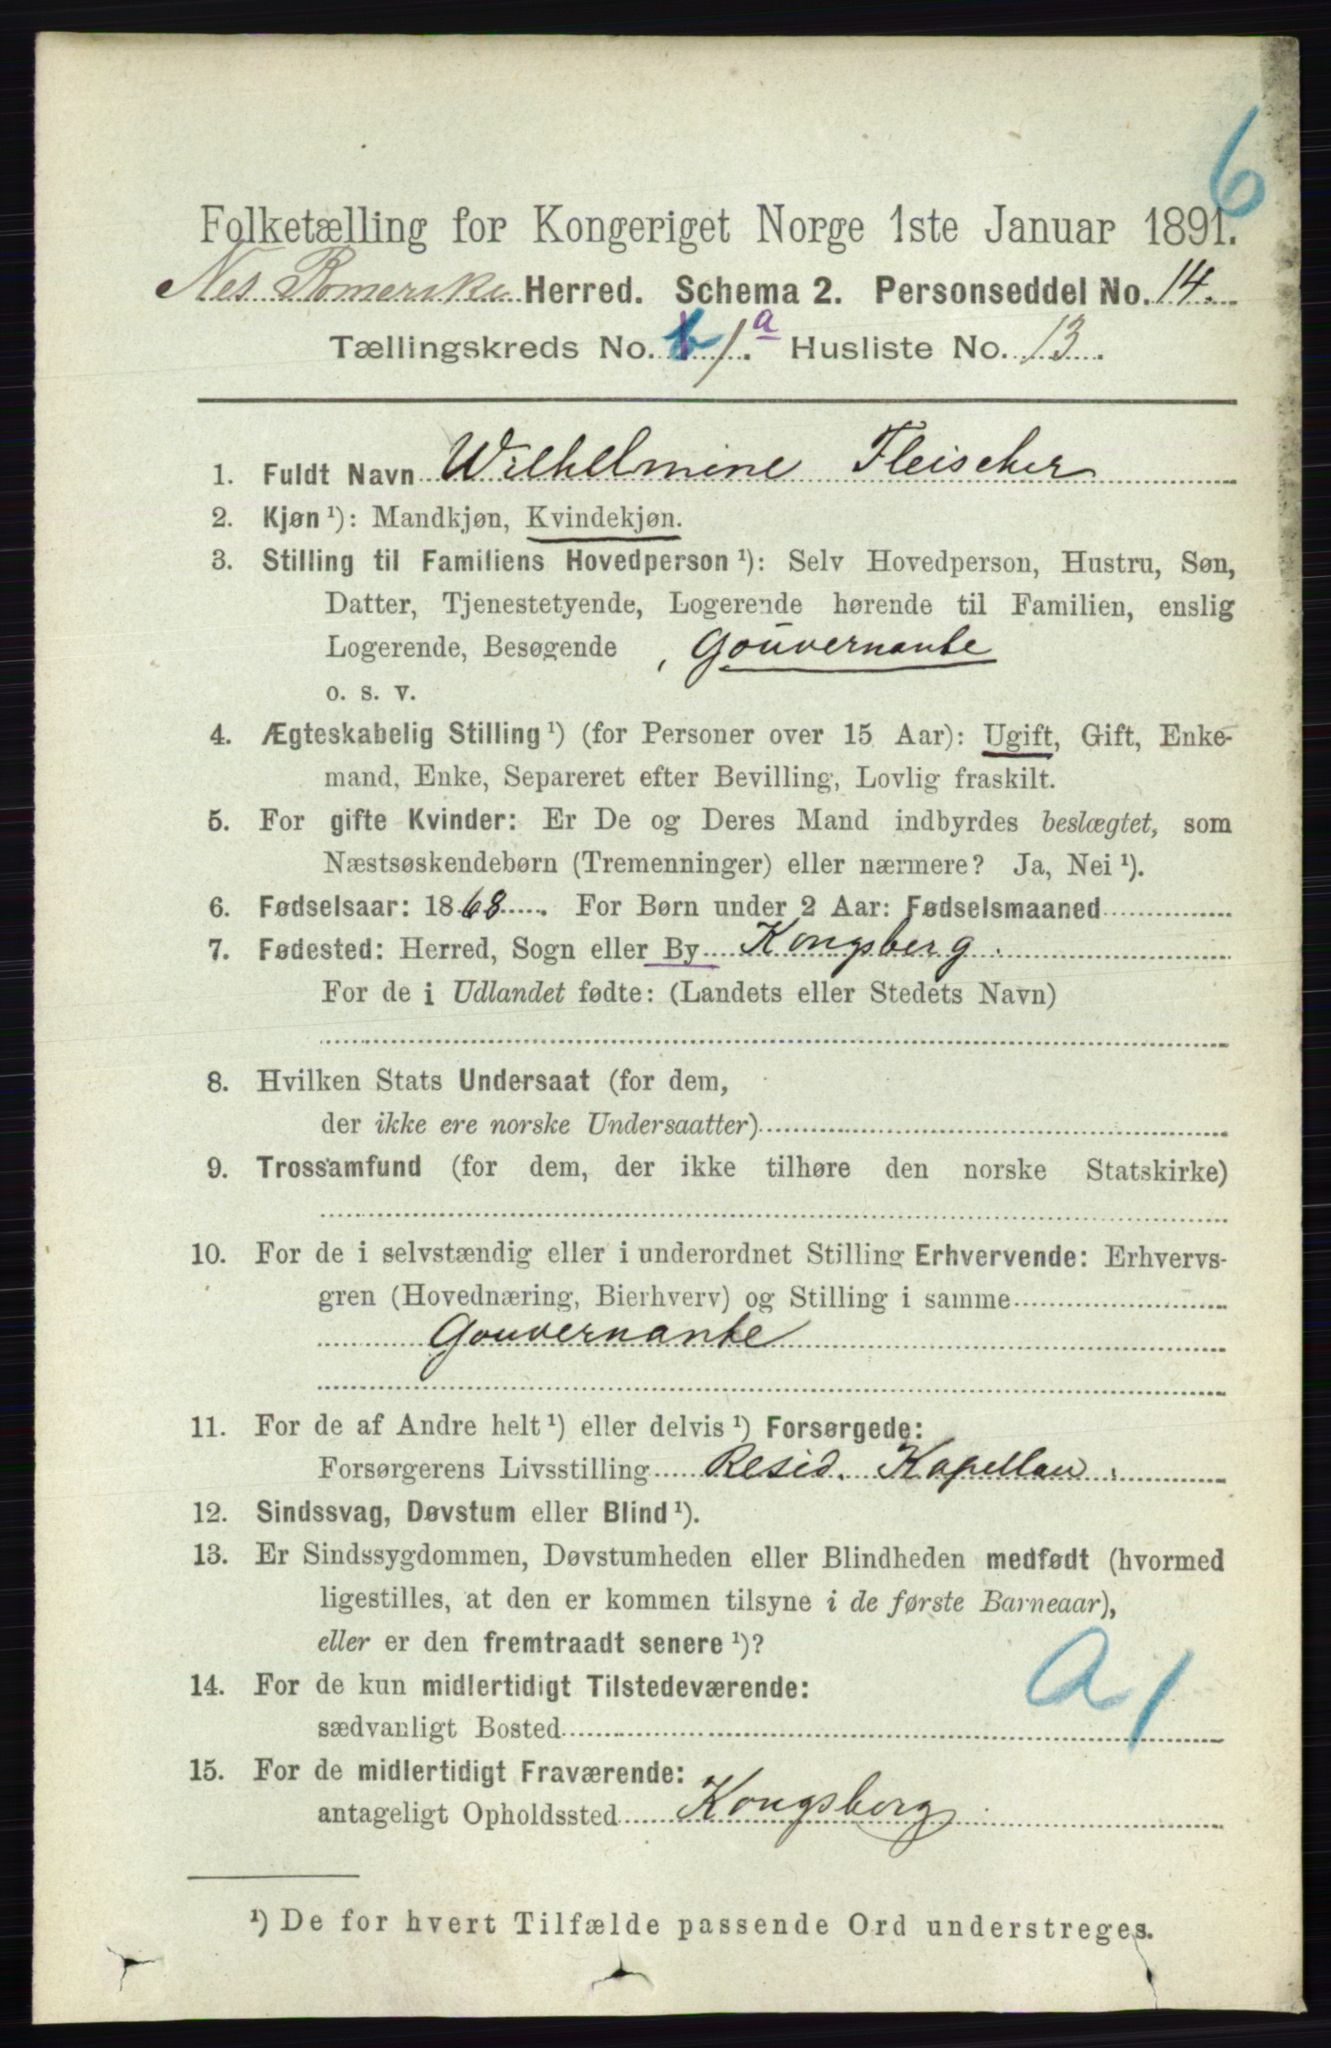 6
Folketælling for Kongeriget Norge 1ste Januar 1891.
Nes Romerike Herred. Schema 2. Personseddel No. 14.
Tællingskreds No. 1. a Husliste No. 13.
1. Fuldt Navn Wilhelmine Fleischer
2. Kjøn ¹): Mandkjøn, Kvindekjøn.
3. Stilling til Familiens Hovedperson ¹): Selv Hovedperson, Hustru, Søn,
Datter, Tjenestetyende, Logerende hørende til Familien, enslig
Logerende, Besøgende , Gouvernante
o. s. v.
4. Ægteskabelig Stilling ¹) (for Personer over 15 Aar): Ugift, Gift, Enke-
mand, Enke, Separeret efter Bevilling, Lovlig fraskilt.
5. For gifte Kvinder: Er De og Deres Mand indbyrdes beslægtet, som
Næstsøskendebørn (Tremenninger) eller nærmere? Ja, Nei ¹).
6. Fødselsaar: 1868. For Børn under 2 Aar: Fødselsmaaned
7. Fødested: Herred, Sogn eller By Kongsberg.
For de i Udlandet fødte: (Landets eller Stedets Navn)
8. Hvilken Stats Undersaat (for dem,
der ikke ere norske Undersaatter)
9. Trossamfund (for dem, der ikke tilhøre den norske Statskirke)
10. For de i selvstændig eller i underordnet Stilling Erhvervende: Erhvervs-
gren (Hovednæring, Bierhverv) og Stilling i samme
Gouvernante
11. For de af Andre helt ¹) eller delvis ¹) Forsørgede:
Forsørgerens Livsstilling Resid. Kapellan.
12. Sindssvag, Døvstum eller Blind ¹).
13. Er Sindssygdommen, Døvstumheden eller Blindheden medfødt (hvormed
ligestilles, at den er kommen tilsyne i de første Barneaar),
eller er den fremtraadt senere ¹)?
a 1
14. For de kun midlertidigt Tilstedeværende:
sædvanligt Bosted
15. For de midlertidigt Fraværende:
antageligt Opholdssted Kongsberg.
¹) De for hvert Tilfælde passende Ord understreges.